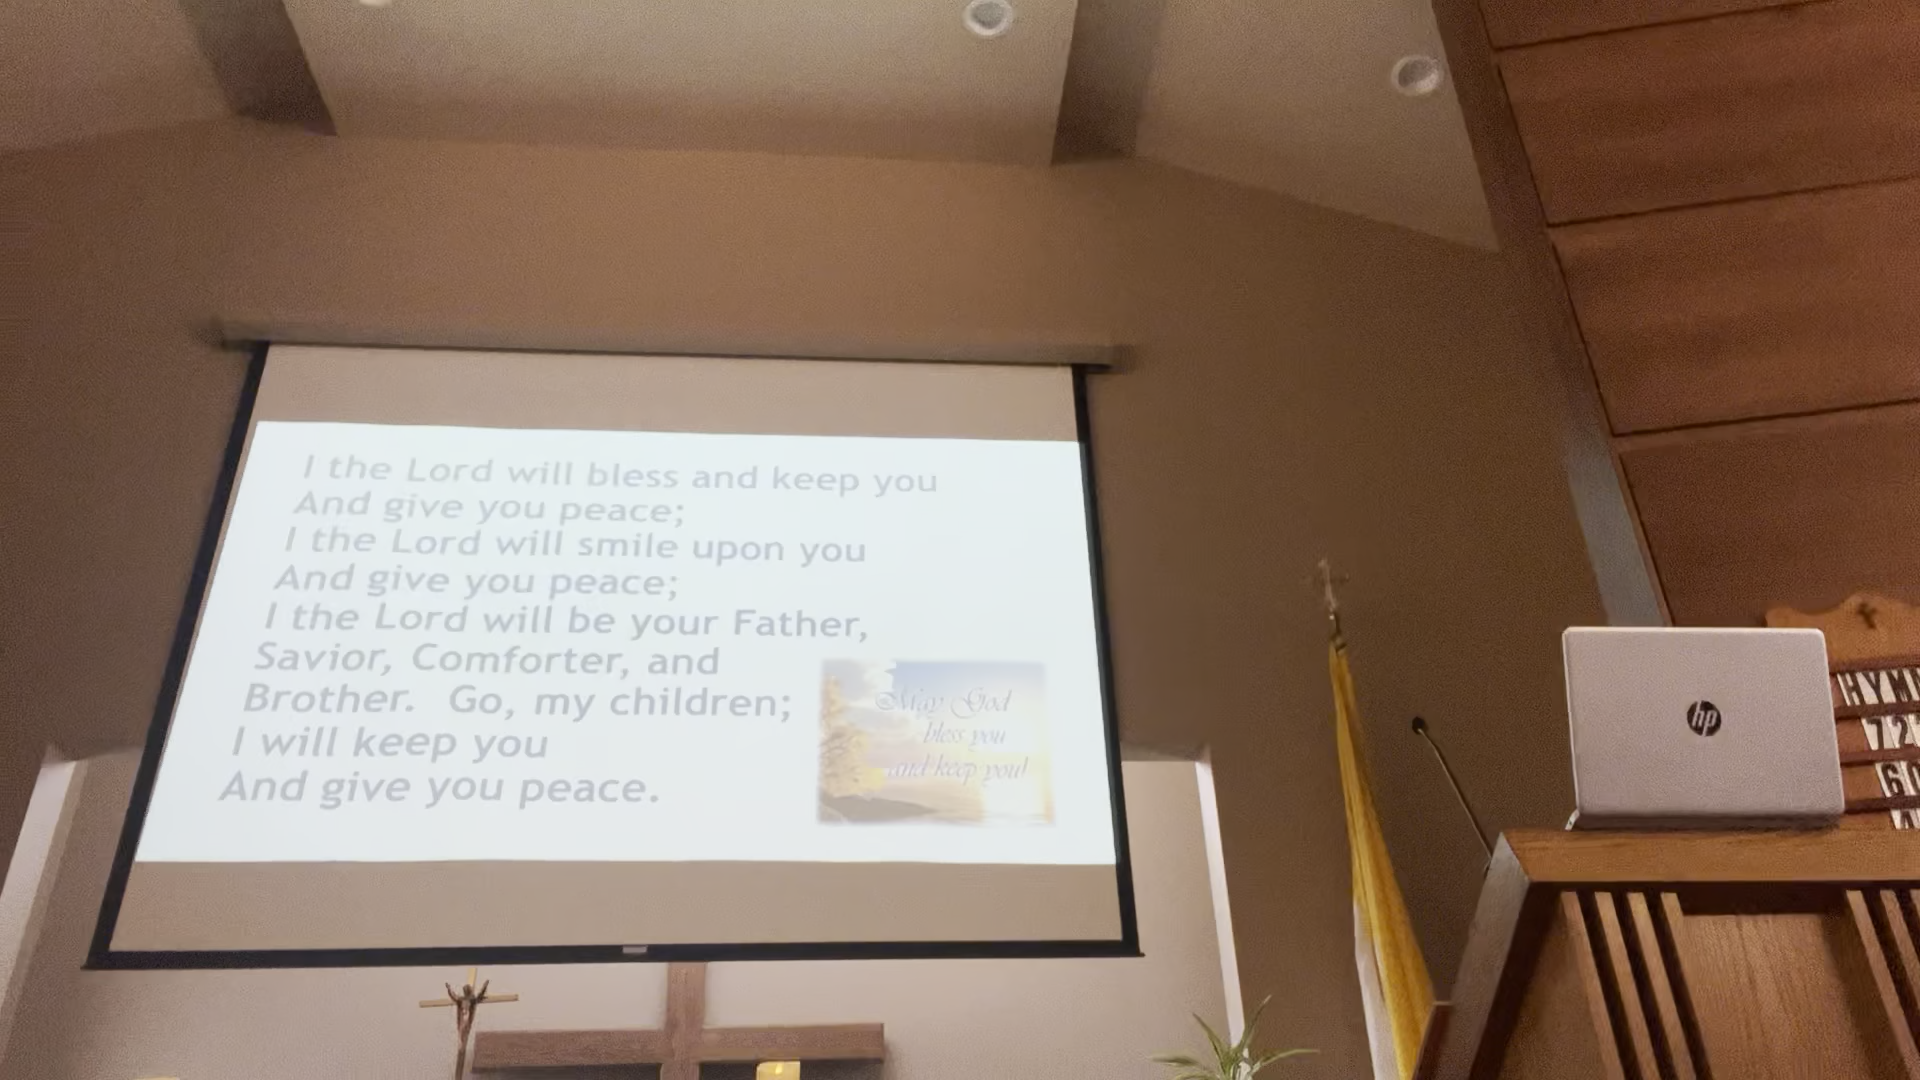 I the Lord will bless and keep you
And give you peace;
I the Lord will smile upon you
And give you peace;
I the Lord will be your Father,
Savior, Comforter, and
Brother.  Go, my children;
I will keep you
And give you peace.
May God
bless you
and keep you!
hp